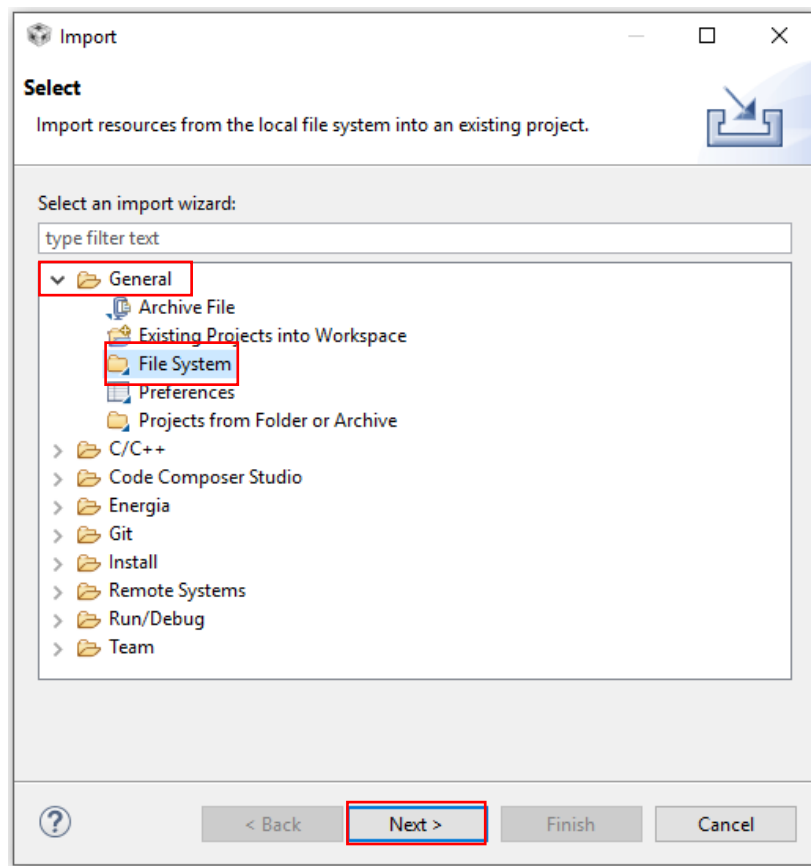 Import
Select
Import resources from the local file system into an existing project.
Select an import wizard:
type filter text
General
Archive File
Existing Projects into Workspace
File System
Preferences
Projects from Folder or Archive
C/C++
Code Composer Studio
Energia
Git
Install
Remote Systems
Run/Debug
Team
? < Back Next > Finish Cancel